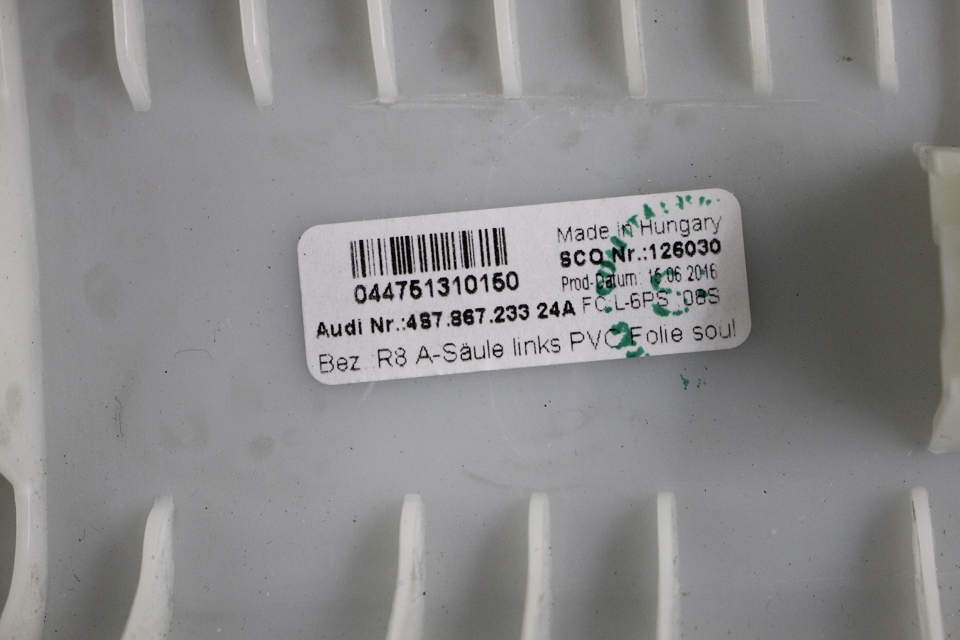 Made in Hungary
SCO Nr.:126030
044751310150
Prod-Datum: 15 06 2016
Audi Nr.:4S7.867.233 24A FC:L-6PS :08S
Bez.:R8 A-Säule links PVC Folie soul